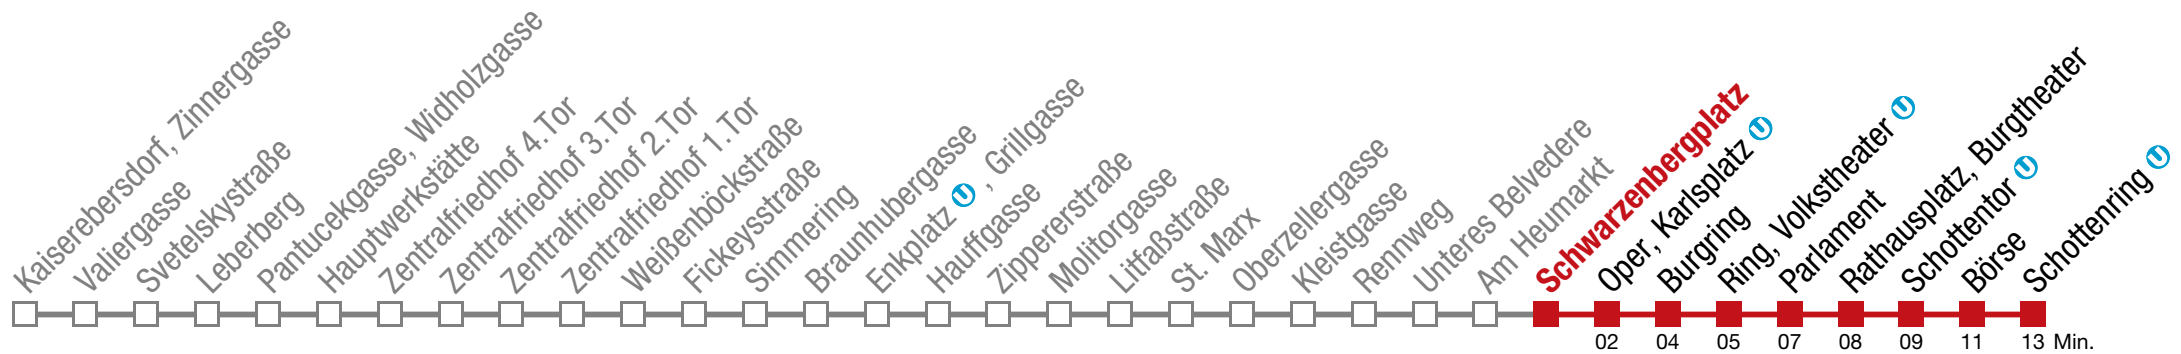 Kaiserebersdorf, Zinnergasse
Valiergasse
Svetelskystraße
Leberberg
Pantucekgasse, Widholzgasse
Hauptwerkstätte
Zentralfriedhof 4. Tor
Zentralfriedhof 3. Tor
Zentralfriedhof 2. Tor
Zentralfriedhof 1. Tor
Weißenböckstraße
Fickeysstraße
Simmering
Braunhubergasse
Enkplatz U , Grillgasse
Hauffgasse
Zippererstraße
Molitorgasse
Litfaßstraße
St. Marx
Oberzellergasse
Kleistgasse
Rennweg
Unteres Belvedere
Am Heumarkt
Schwarzenbergplatz
Oper, Karlsplatz U
Burgring
Ring, Volkstheater U
Parlament
Rathausplatz, Burgtheater
Schottentor U
Börse
Schottenring U
02 04 05 07 08 09 11 13 Min.